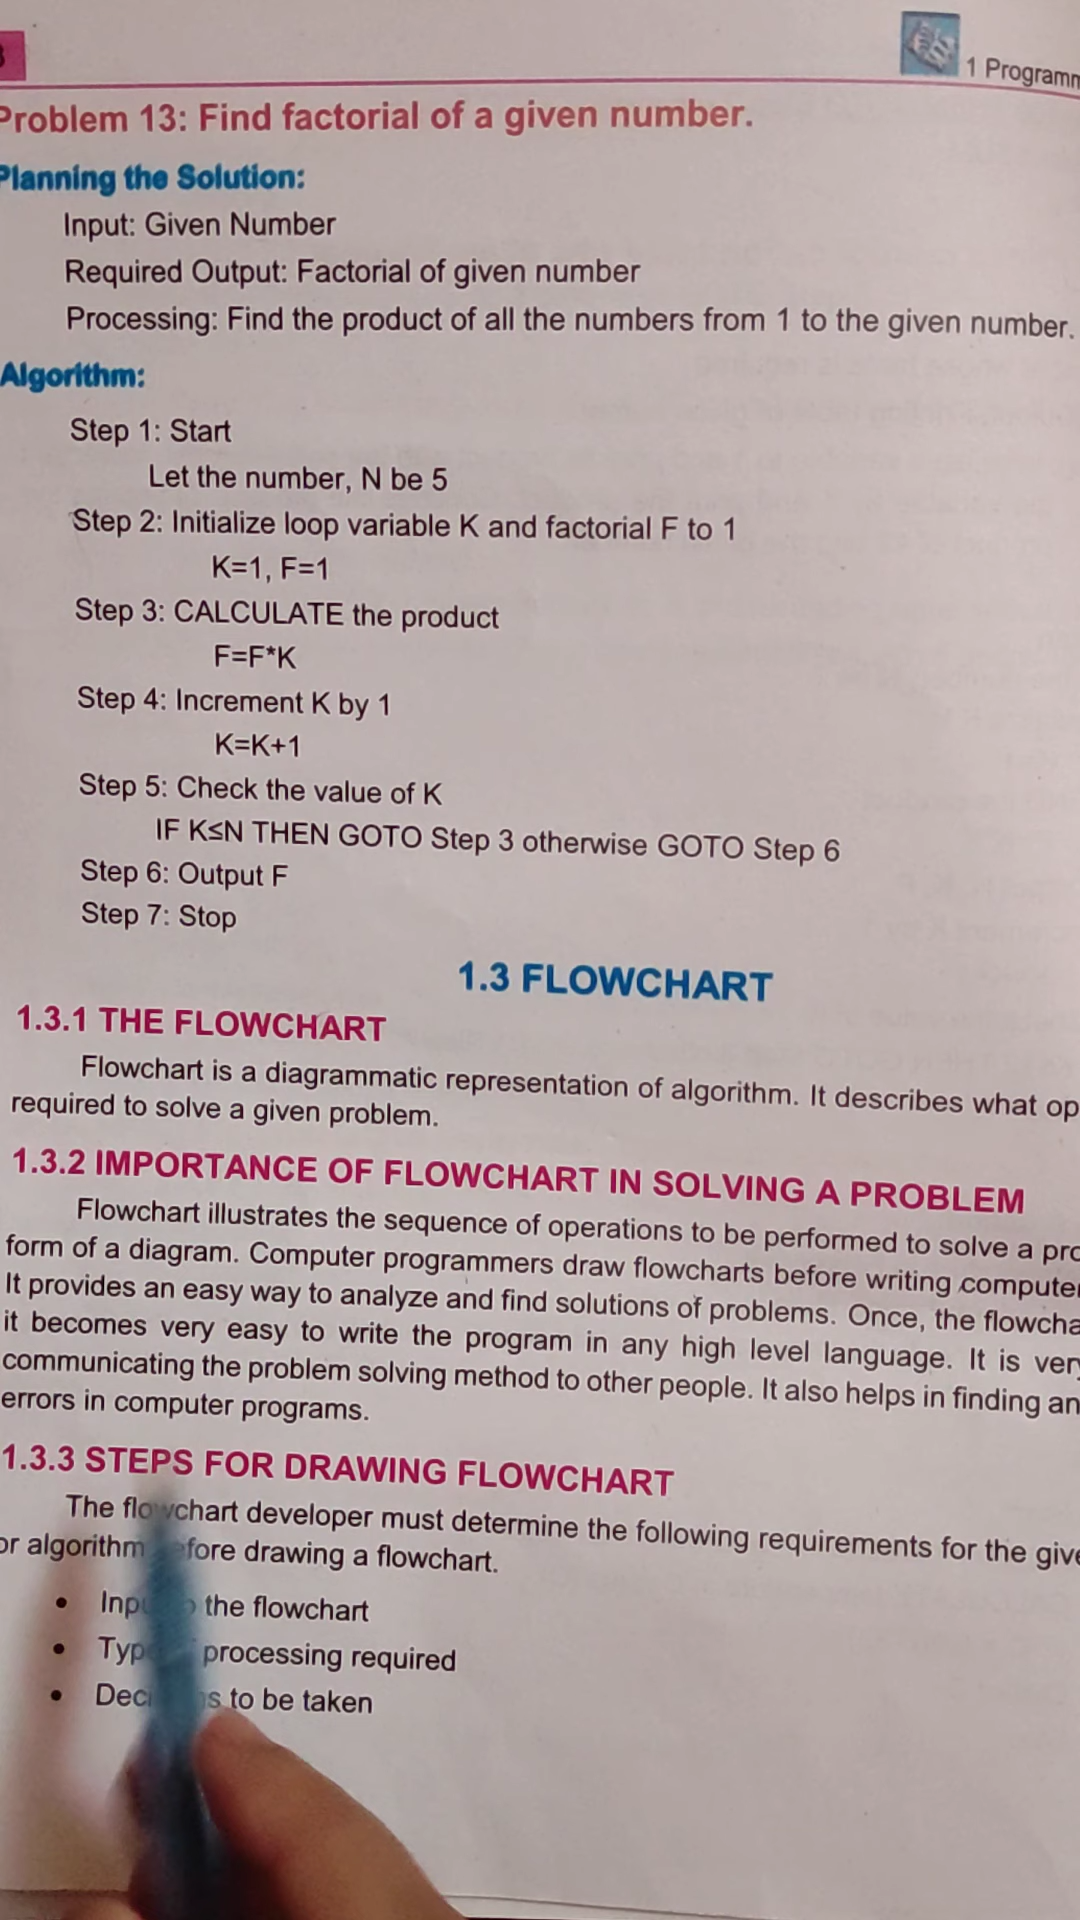 1 Programm
Problem 13: Find factorial of a given number.
Planning the Solution:
Input: Given Number
Required Output: Factorial of given number
Processing: Find the product of all the numbers from 1 to the given number.
Algorithm:
Step 1: Start
Let the number, N be 5
Step 2: Initialize loop variable K and factorial F to 1
K=1, F=1
Step 3: CALCULATE the product
F=F*K
Step 4: Increment K by 1
K=K+1
Step 5: Check the value of K
IF K≤N THEN GOTO Step 3 otherwise GOTO Step 6
Step 6: Output F
Step 7: Stop
1.3 FLOWCHART
1.3.1 THE FLOWCHART
Flowchart is a diagrammatic representation of algorithm. It describes what op
required to solve a given problem.
1.3.2 IMPORTANCE OF FLOWCHART IN SOLVING A PROBLEM
Flowchart illustrates the sequence of operations to be performed to solve a pro
form of a diagram. Computer programmers draw flowcharts before writing computer
It provides an easy way to analyze and find solutions of problems. Once, the flowcha
it becomes very easy to write the program in any high level language. It is very
communicating the problem solving method to other people. It also helps in finding an
errors in computer programs.
1.3.3 STEPS FOR DRAWING FLOWCHART
The flowchart developer must determine the following requirements for the give
or algorithm before drawing a flowchart.
• Input to the flowchart
• Type processing required
• Decisions to be taken